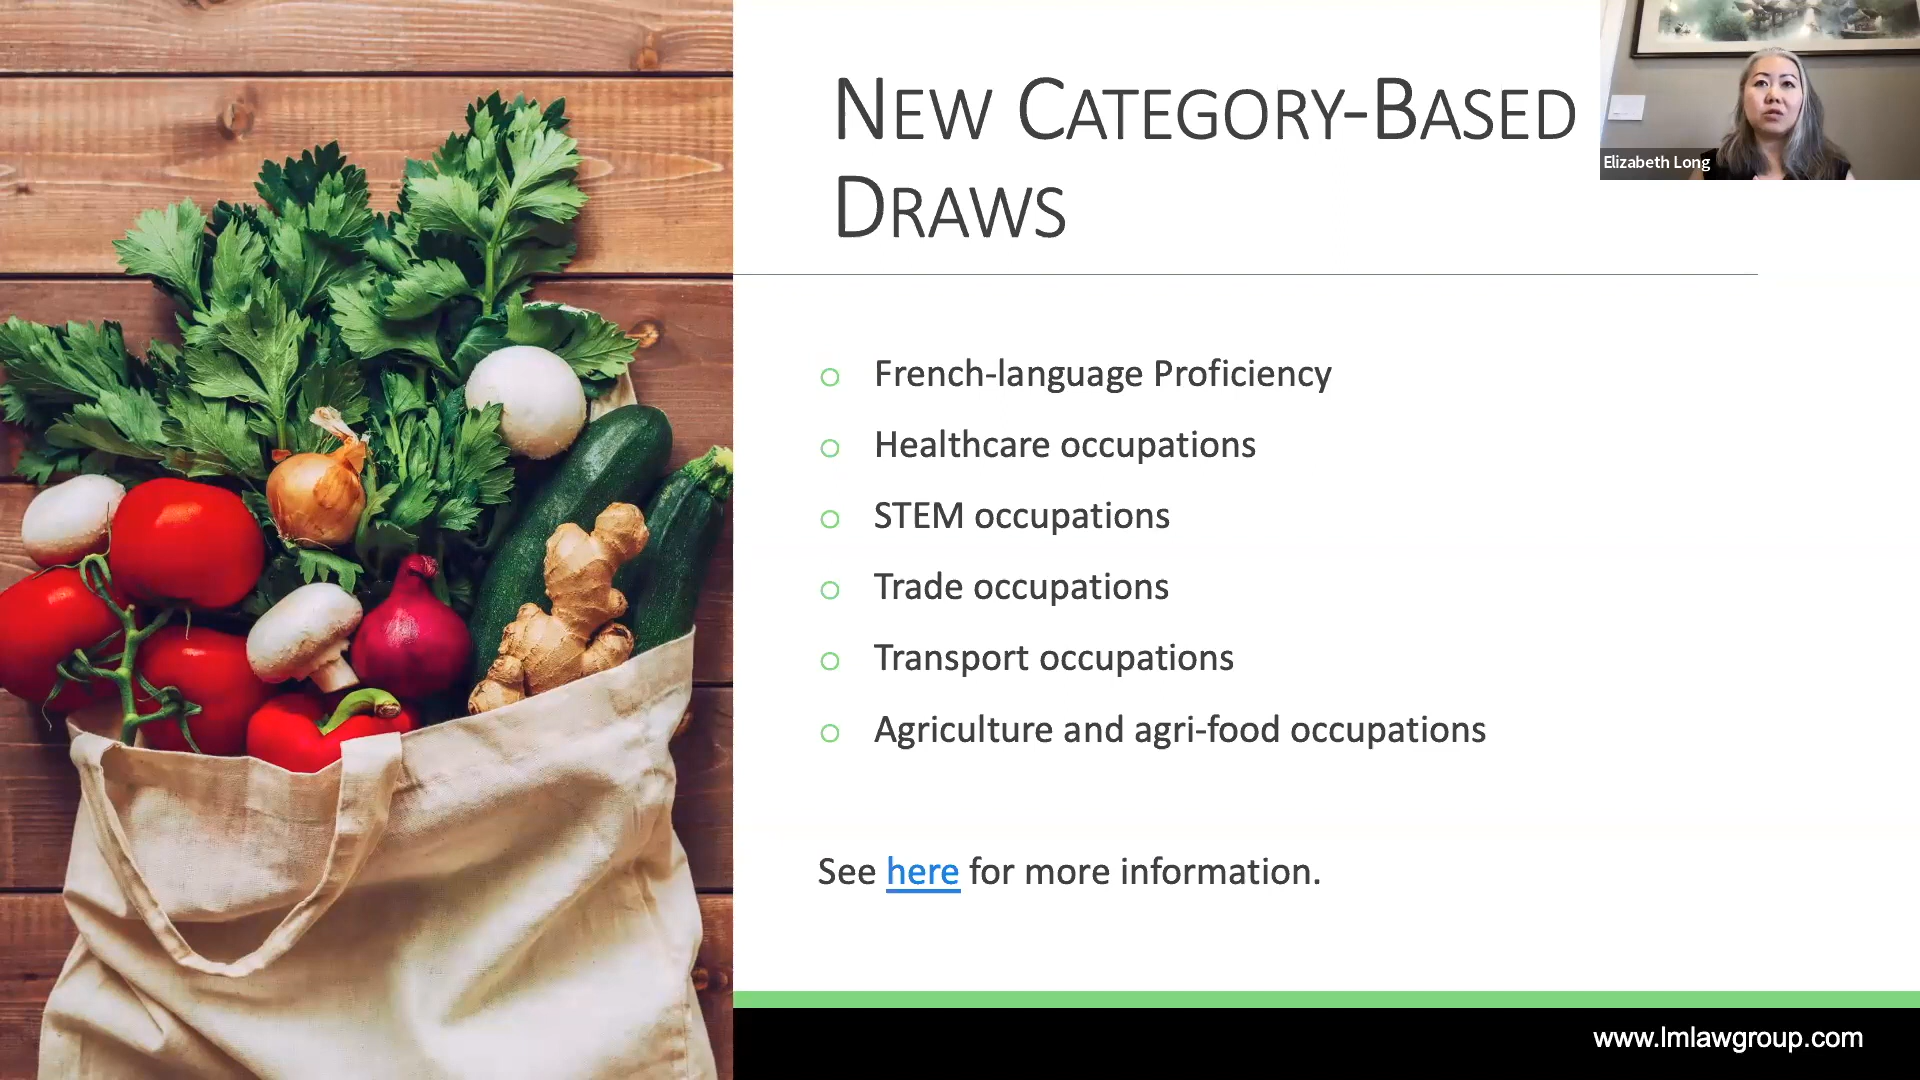 NEW CATEGORY-BASED
DRAWS
Elizabeth Long
French-language Proficiency
Healthcare occupations
STEM occupations
Trade occupations
Transport occupations
Agriculture and agri-food occupations
See here for more information.
www.lmlawgroup.com